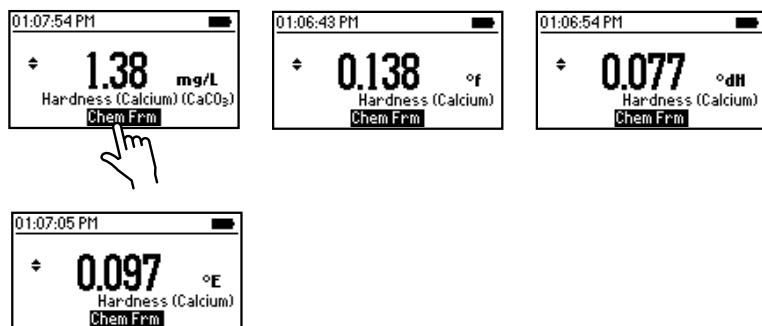 01:07:54 PM
1.38 mg/L
Hardness (Calcium) (CaCO₃)
Chem Frm
01:06:43 PM
0.138 °f
Hardness (Calcium)
Chem Frm
01:06:54 PM
0.077 °dH
Hardness (Calcium)
Chem Frm
01:07:05 PM
0.097 °E
Hardness (Calcium)
Chem Frm